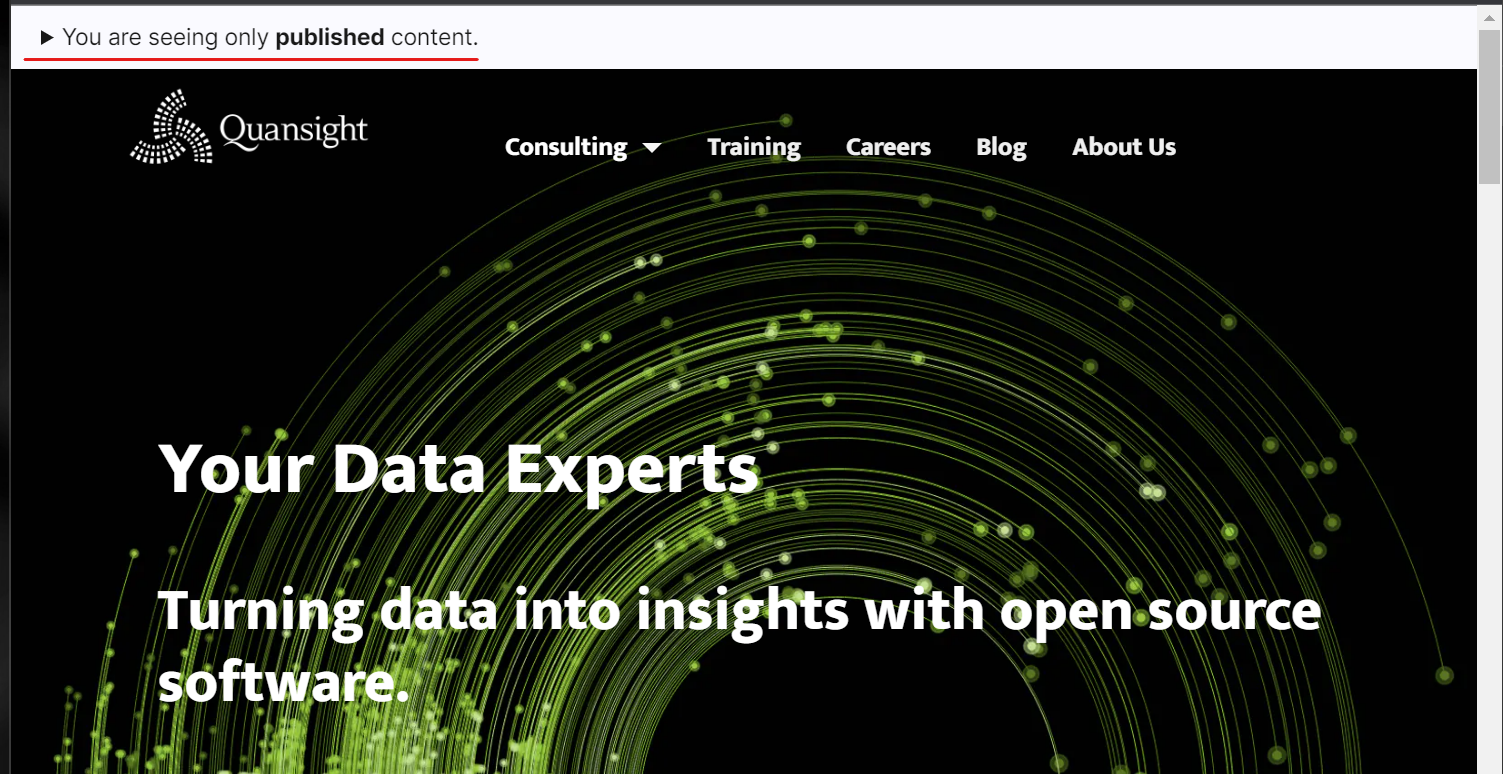 You are seeing only published content.
Quansight
Consulting Training Careers Blog About Us
Your Data Experts
Turning data into insights with open source
software.